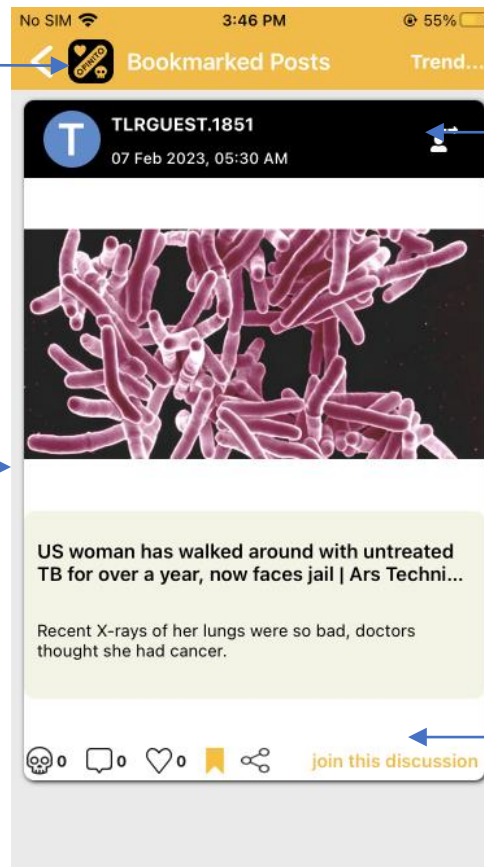 No SIM 3:46 PM 55%
OPINITO Bookmarked Posts Trend...
T TLRGUEST.1851
07 Feb 2023, 05:30 AM
US woman has walked around with untreated
TB for over a year, now faces jail | Ars Techni...
Recent X-rays of her lungs were so bad, doctors
thought she had cancer.
0 0 0 join this discussion